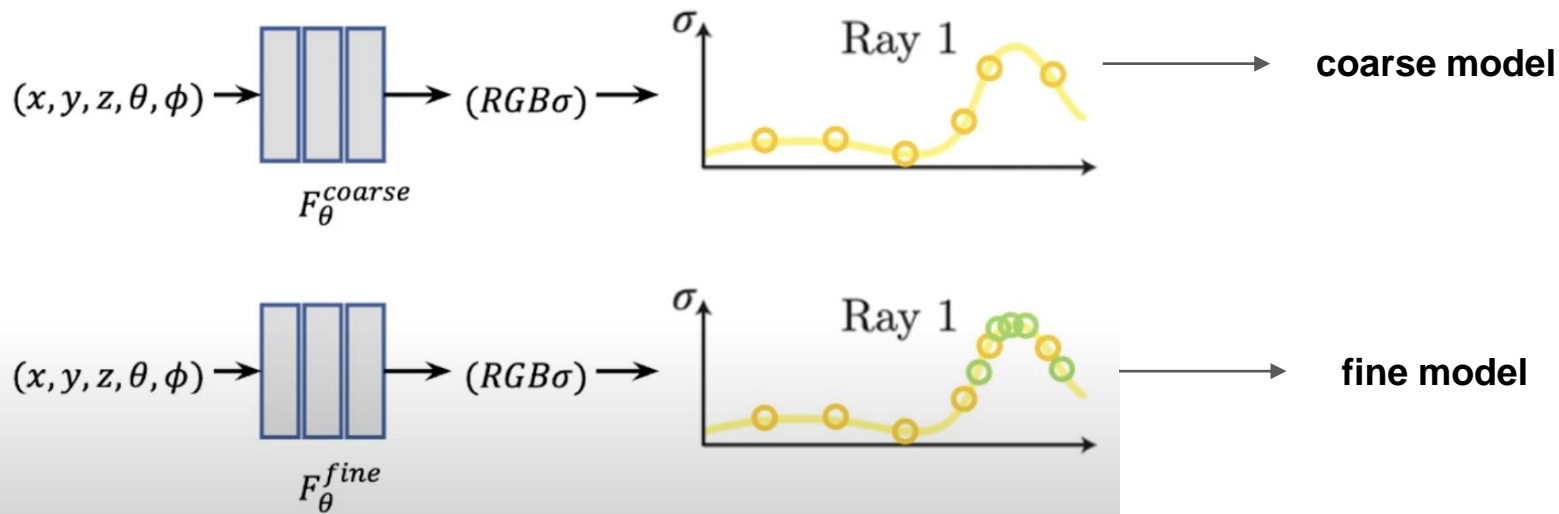 (x, y, z, θ, ϕ)
(RGBσ)
σ
Ray 1
coarse model
F_θ^coarse
(x, y, z, θ, ϕ)
(RGBσ)
σ
Ray 1
fine model
F_θ^fine